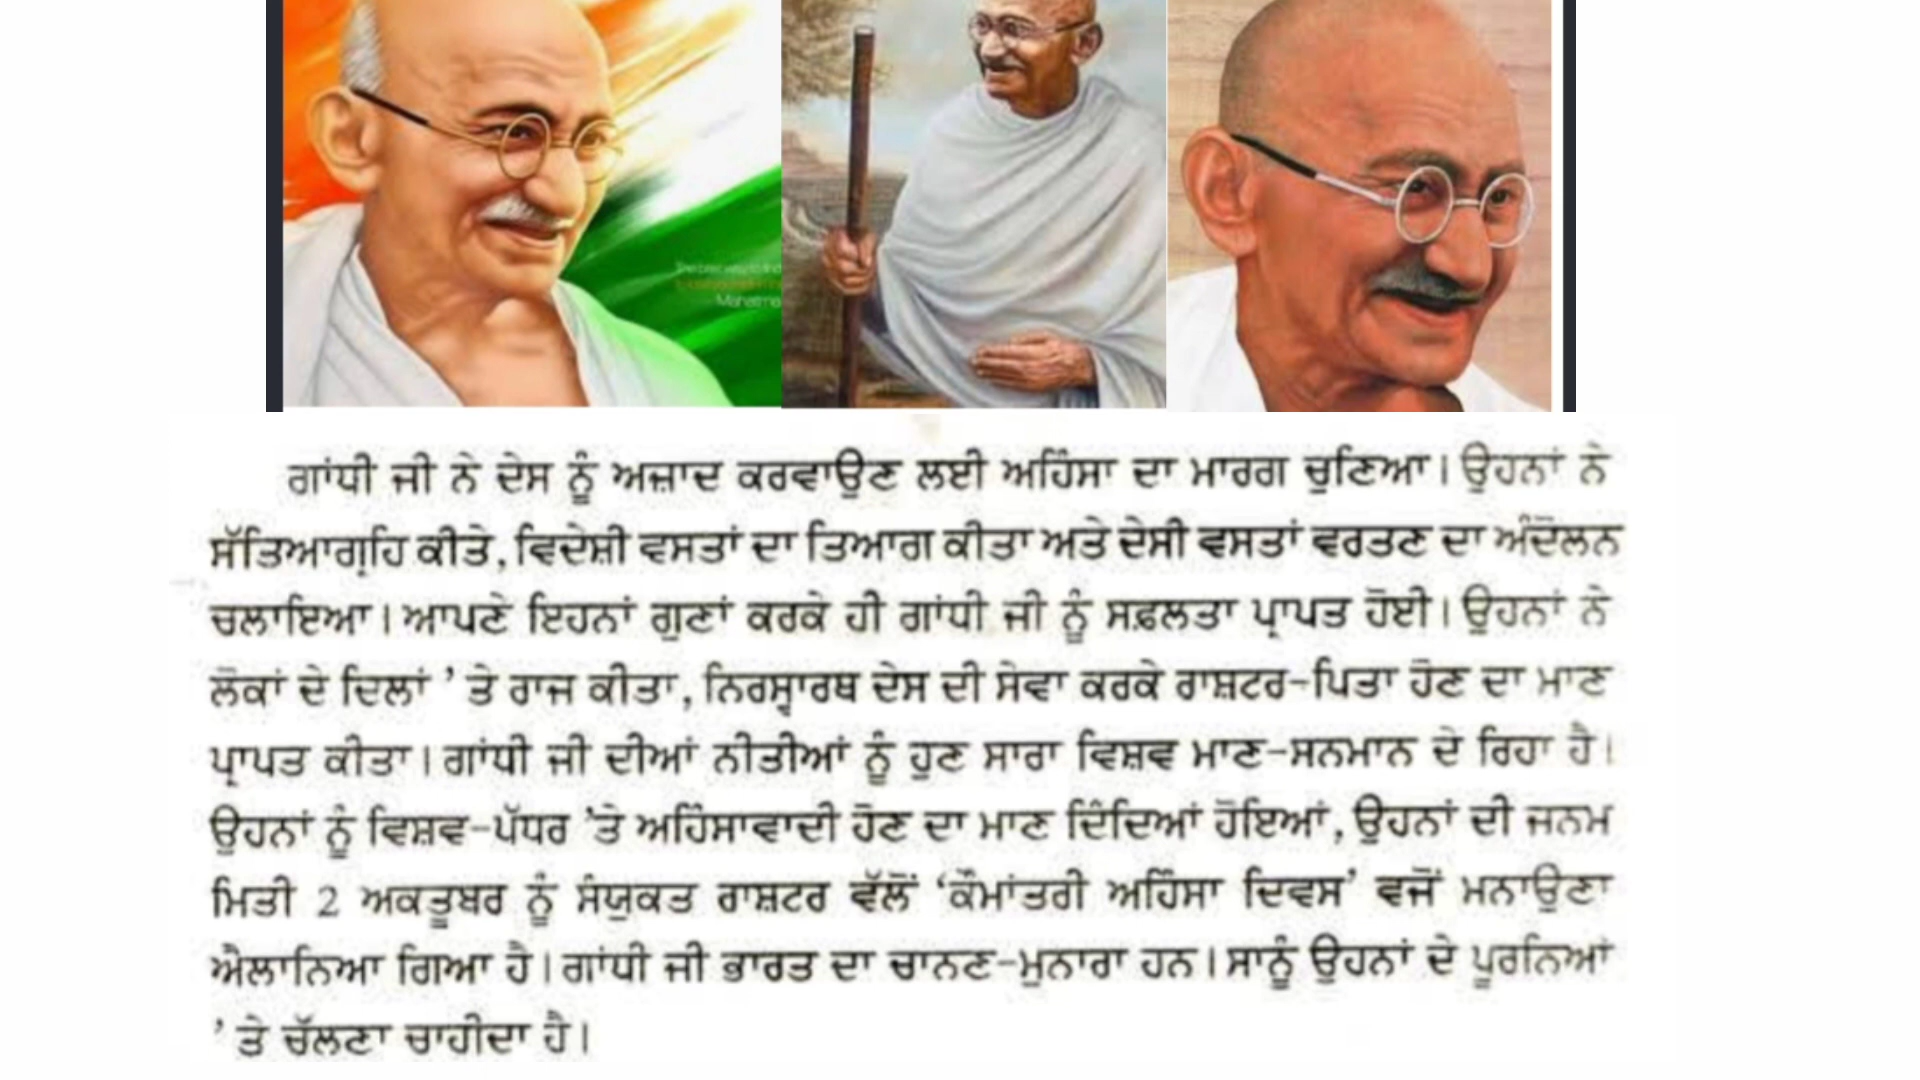 Mahatma
ਗਾਂਧੀ ਜੀ ਨੇ ਦੇਸ ਨੂੰ ਅਜ਼ਾਦ ਕਰਵਾਉਣ ਲਈ ਅਹਿੰਸਾ ਦਾ ਮਾਰਗ ਚੁਣਿਆ। ਉਹਨਾਂ ਨੇ
ਸੱਤਿਆਗ੍ਰਹਿ ਕੀਤੇ, ਵਿਦੇਸ਼ੀ ਵਸਤਾਂ ਦਾ ਤਿਆਗ ਕੀਤਾ ਅਤੇ ਦੇਸੀ ਵਸਤਾਂ ਵਰਤਣ ਦਾ ਅੰਦੋਲਨ
ਚਲਾਇਆ। ਆਪਣੇ ਇਹਨਾਂ ਗੁਣਾਂ ਕਰਕੇ ਹੀ ਗਾਂਧੀ ਜੀ ਨੂੰ ਸਫ਼ਲਤਾ ਪ੍ਰਾਪਤ ਹੋਈ। ਉਹਨਾਂ ਨੇ
ਲੋਕਾਂ ਦੇ ਦਿਲਾਂ ’ ਤੇ ਰਾਜ ਕੀਤਾ, ਨਿਰਸ੍ਵਾਰਥ ਦੇਸ ਦੀ ਸੇਵਾ ਕਰਕੇ ਰਾਸ਼ਟਰ-ਪਿਤਾ ਹੋਣ ਦਾ ਮਾਣ
ਪ੍ਰਾਪਤ ਕੀਤਾ। ਗਾਂਧੀ ਜੀ ਦੀਆਂ ਨੀਤੀਆਂ ਨੂੰ ਹੁਣ ਸਾਰਾ ਵਿਸ਼ਵ ਮਾਣ-ਸਨਮਾਨ ਦੇ ਰਿਹਾ ਹੈ।
ਉਹਨਾਂ ਨੂੰ ਵਿਸ਼ਵ-ਪੱਧਰ ’ਤੇ ਅਹਿੰਸਾਵਾਦੀ ਹੋਣ ਦਾ ਮਾਣ ਦਿੰਦਿਆਂ ਹੋਇਆਂ, ਉਹਨਾਂ ਦੀ ਜਨਮ
ਮਿਤੀ 2 ਅਕਤੂਬਰ ਨੂੰ ਸੰਯੁਕਤ ਰਾਸ਼ਟਰ ਵੱਲੋਂ ‘ਕੌਮਾਂਤਰੀ ਅਹਿੰਸਾ ਦਿਵਸ’ ਵਜੋਂ ਮਨਾਉਣਾ
ਐਲਾਨਿਆ ਗਿਆ ਹੈ। ਗਾਂਧੀ ਜੀ ਭਾਰਤ ਦਾ ਚਾਨਣ-ਮੁਨਾਰਾ ਹਨ। ਸਾਨੂੰ ਉਹਨਾਂ ਦੇ ਪੂਰਨਿਆਂ
’ ਤੇ ਚੱਲਣਾ ਚਾਹੀਦਾ ਹੈ।